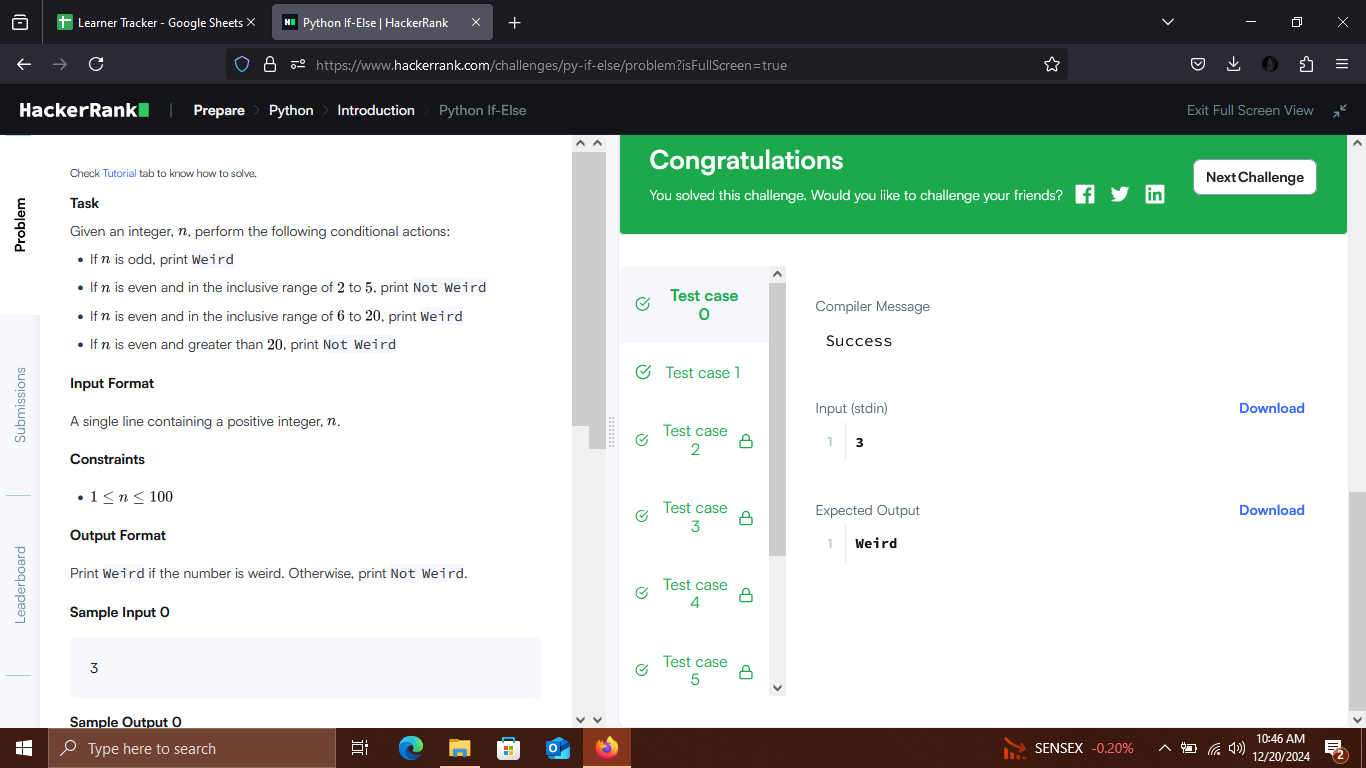 Learner Tracker - Google Sheets
Python If-Else | HackerRank
https://www.hackerrank.com/challenges/py-if-else/problem?isFullScreen=true
HackerRank
Prepare
Python
Introduction
Python If-Else
Exit Full Screen View
Problem
Submissions
Leaderboard
Check Tutorial tab to know how to solve.
Task
Given an integer, n, perform the following conditional actions:
• If n is odd, print Weird
• If n is even and in the inclusive range of 2 to 5, print Not Weird
• If n is even and in the inclusive range of 6 to 20, print Weird
• If n is even and greater than 20, print Not Weird
Input Format
A single line containing a positive integer, n.
Constraints
• 1 ≤ n ≤ 100
Output Format
Print Weird if the number is weird. Otherwise, print Not Weird.
Sample Input 0
3
Sample Output 0
Congratulations
You solved this challenge. Would you like to challenge your friends?
Next Challenge
Test case
0
Test case 1
Test case
2
Test case
3
Test case
4
Test case
5
Compiler Message
Success
Input (stdin)
Download
1
3
Expected Output
Download
1
Weird
Type here to search
SENSEX -0.20%
10:46 AM
12/20/2024
2